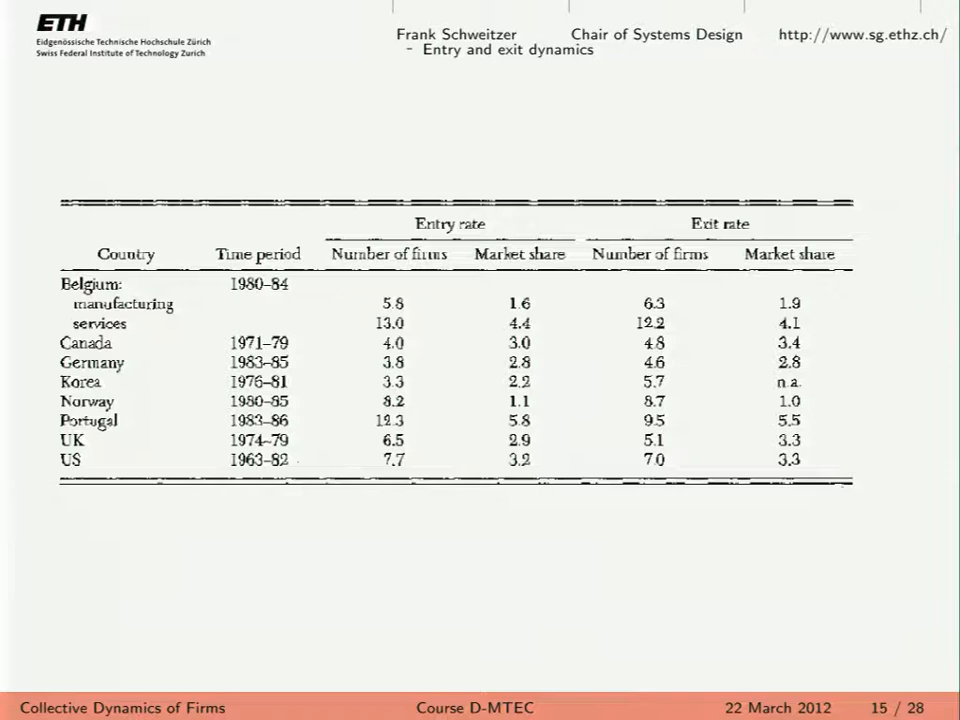 ETH
Eidgenössische Technische Hochschule Zürich
Swiss Federal Institute of Technology Zurich
Frank Schweitzer Chair of Systems Design http://www.sg.ethz.ch/
- Entry and exit dynamics
Entry rate Exit rate
Country Time period Number of firms Market share Number of firms Market share
Belgium: 1980–84
manufacturing 5.8 1.6 6.3 1.9
services 13.0 4.4 12.2 4.1
Canada 1971–79 4.0 3.0 4.8 3.4
Germany 1983–85 3.8 2.8 4.6 2.8
Korea 1976–81 3.3 2.2 5.7 n.a.
Norway 1980–85 8.2 1.1 8.7 1.0
Portugal 1983–86 12.3 5.8 9.5 5.5
UK 1974–79 6.5 2.9 5.1 3.3
US 1963–82 7.7 3.2 7.0 3.3
Collective Dynamics of Firms Course D-MTEC 22 March 2012 15 / 28